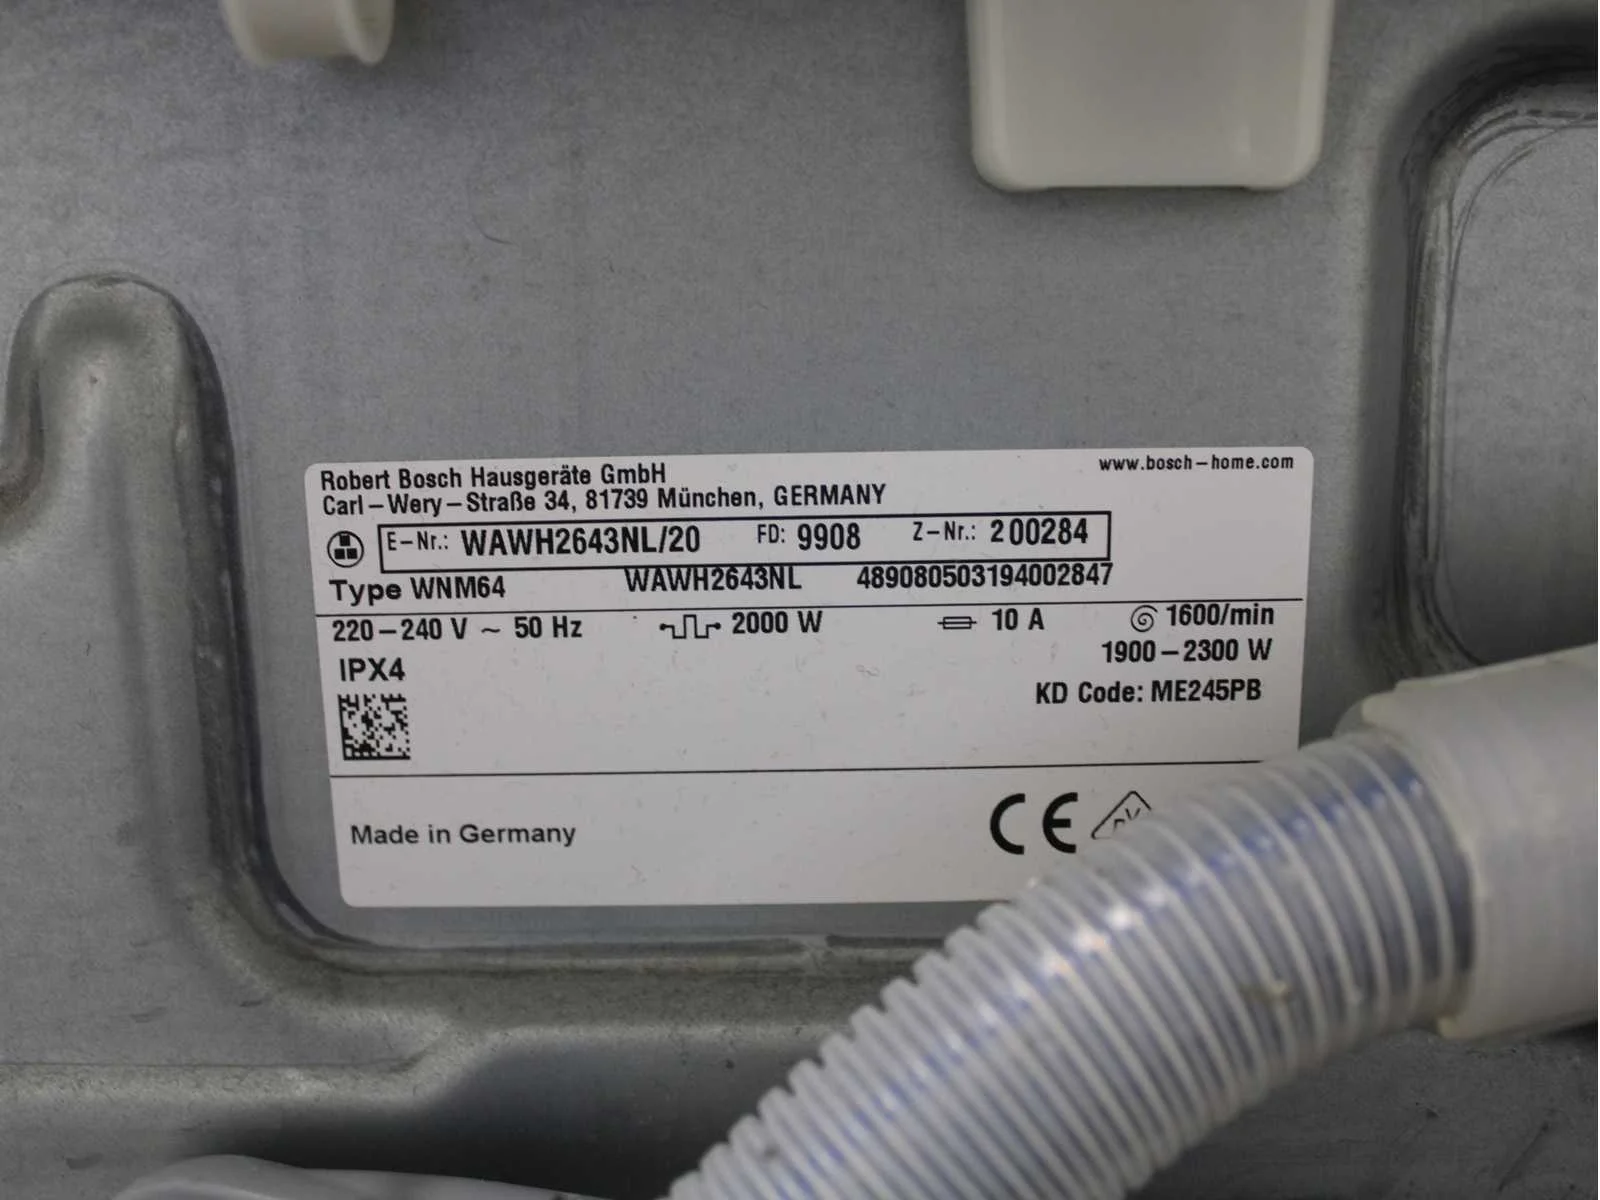 Robert Bosch Hausgeräte GmbH
www.bosch-home.com
Carl-Wery-Straße 34, 81739 München, GERMANY
E-Nr.: WAWH2643NL/20 FD: 9908 Z-Nr.: 200284
Type WNM64 WAWH2643NL 489080503194002847
220-240 V ~ 50 Hz 2000 W 10 A 1600/min
1900-2300 W
IPX4
KD Code: ME245PB
Made in Germany
CE